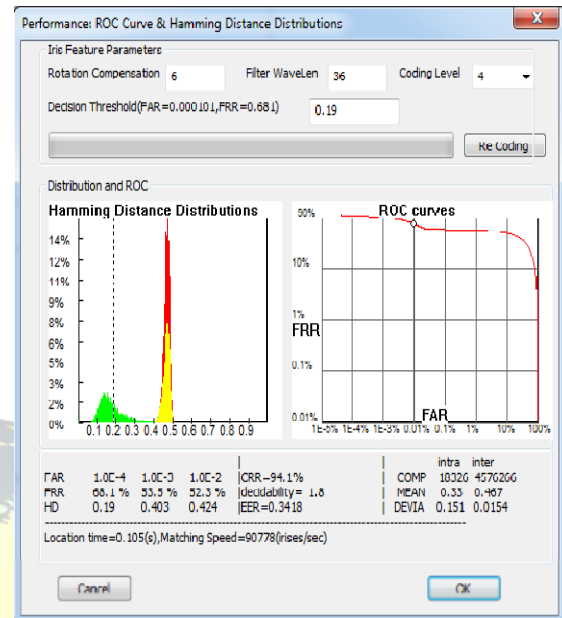 Performance: ROC Curve & Hamming Distance Distributions
X
Iris Feature Parameters
Rotation Compensation 6 Filter WaveLen 36 Coding Level 4
Decision Threshold(FAR=0.000101,FRR=0.681) 0.19
Re Coding
Distribution and ROC
Hamming Distance Distributions
14%
12%
11%
9%
8%
6%
5%
3%
2%
0%
0.1 0.2 0.3 0.4 0.5 0.6 0.7 0.8 0.9
ROC curves
90%
10%
1%
FRR
0.1%
0.01%
FAR
1E-5% 1E-4% 1E-3% 0.01% 0.1% 1% 10% 100%
| | intra inter
FAR 1.0E-4 1.0E-3 1.0E-2 |CRR=94.1% | COMP 18326 4576266
FRR 68.1 % 53.5 % 52.3 % |decidability= 1.8 | MEAN 0.33 0.467
HD 0.19 0.403 0.424 |EER=0.3418 | DEVIA 0.151 0.0154
Location time=0.105(s),Matching Speed=90778(irises/sec)
Cancel
OK